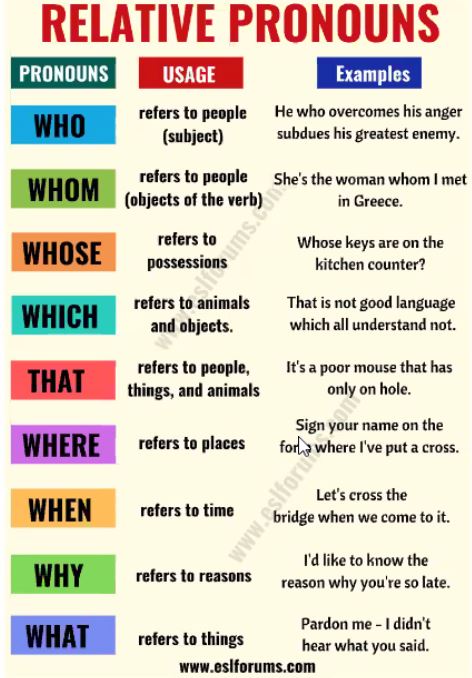 RELATIVE PRONOUNS
PRONOUNS USAGE Examples
WHO
refers to people
(subject)
He who overcomes his anger
subdues his greatest enemy.
WHOM
refers to people
(objects of the verb)
She's the woman whom I met
in Greece.
WHOSE
refers to
possessions
Whose keys are on the
kitchen counter?
WHICH
refers to animals
and objects.
That is not good language
which all understand not.
THAT
refers to people,
things, and animals
It's a poor mouse that has
only on hole.
WHERE
refers to places
Sign your name on the
where I've put a cross.
WHEN
refers to time
Let's cross the
bridge when we come to it.
WHY
refers to reasons
I'd like to know the
reason why you're so late.
WHAT
refers to things
Pardon me – I didn't
hear what you said.
www.eslforums.com
www.eslforums.com
www.eslforums.com